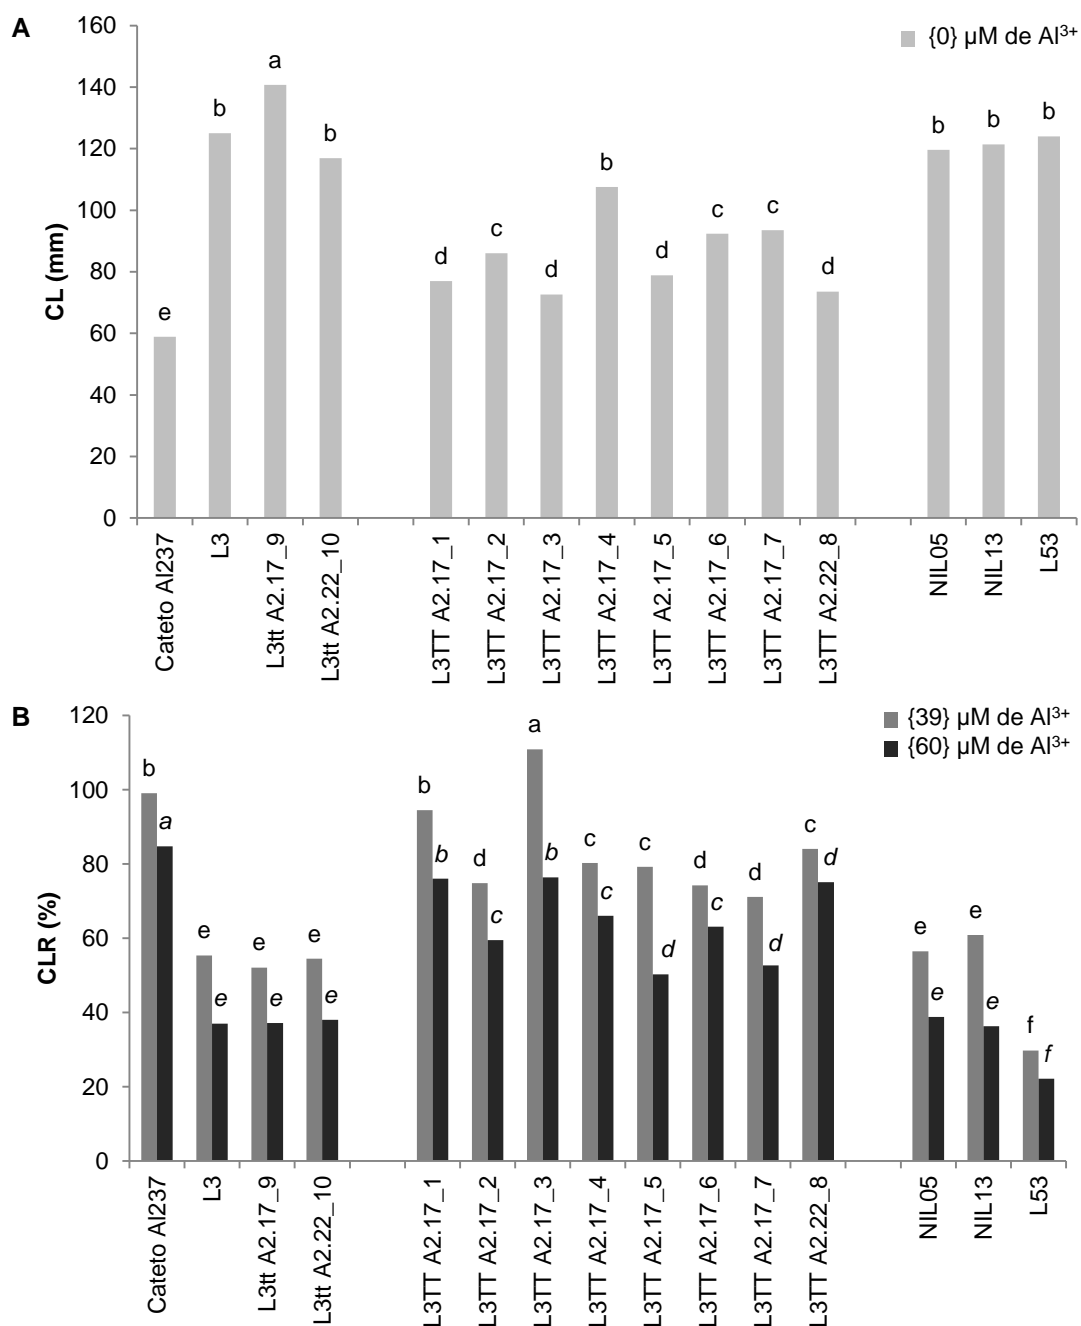 A
160
140
120
100
80
60
40
20
0
CL (mm)
{0} µM de Al³⁺
e
b
a
b
d
c
d
b
d
c
c
d
b
b
b
Cateto Al237
L3
L3tt A2.17_9
L3tt A2.22_10
L3TT A2.17_1
L3TT A2.17_2
L3TT A2.17_3
L3TT A2.17_4
L3TT A2.17_5
L3TT A2.17_6
L3TT A2.17_7
L3TT A2.22_8
NIL05
NIL13
L53
B
120
100
80
60
40
20
0
CLR (%)
{39} µM de Al³⁺
{60} µM de Al³⁺
b
a
e
e
e
e
e
e
b
b
d
c
a
b
c
c
c
d
d
c
d
d
c
d
e
e
e
e
f
f
Cateto Al237
L3
L3tt A2.17_9
L3tt A2.22_10
L3TT A2.17_1
L3TT A2.17_2
L3TT A2.17_3
L3TT A2.17_4
L3TT A2.17_5
L3TT A2.17_6
L3TT A2.17_7
L3TT A2.22_8
NIL05
NIL13
L53